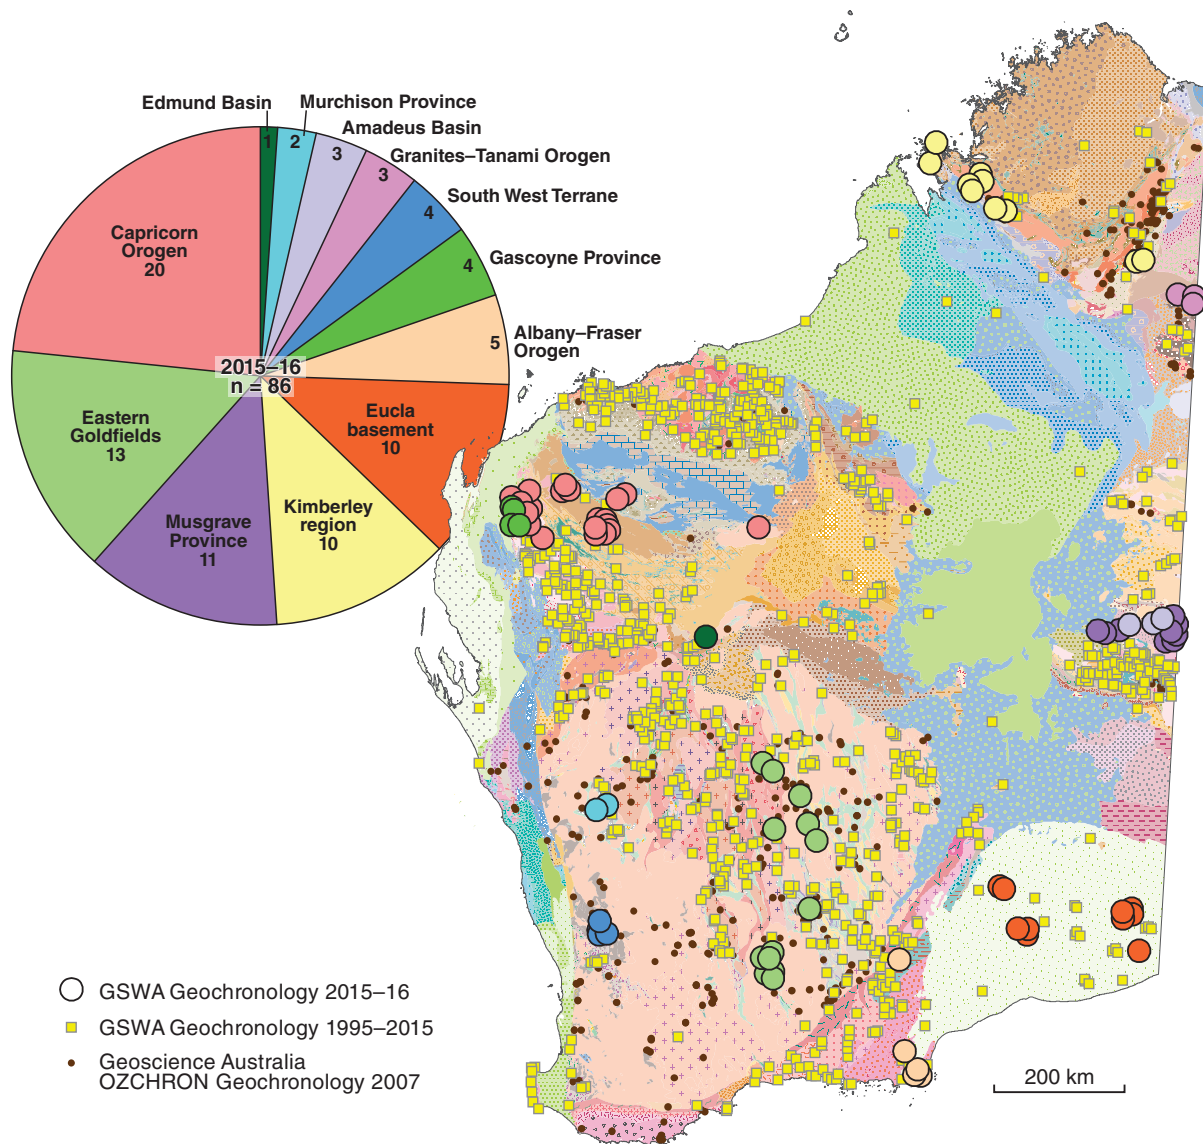 Edmund Basin
Murchison Province
Amadeus Basin
Granites–Tanami Orogen
South West Terrane
Gascoyne Province
Albany–Fraser
Orogen
1
2
3
3
4
4
5
Capricorn
Orogen
20
2015–16
n = 86
Eucla
basement
10
Eastern
Goldfields
13
Kimberley
region
10
Musgrave
Province
11
GSWA Geochronology 2015–16
GSWA Geochronology 1995–2015
Geoscience Australia
OZCHRON Geochronology 2007
200 km